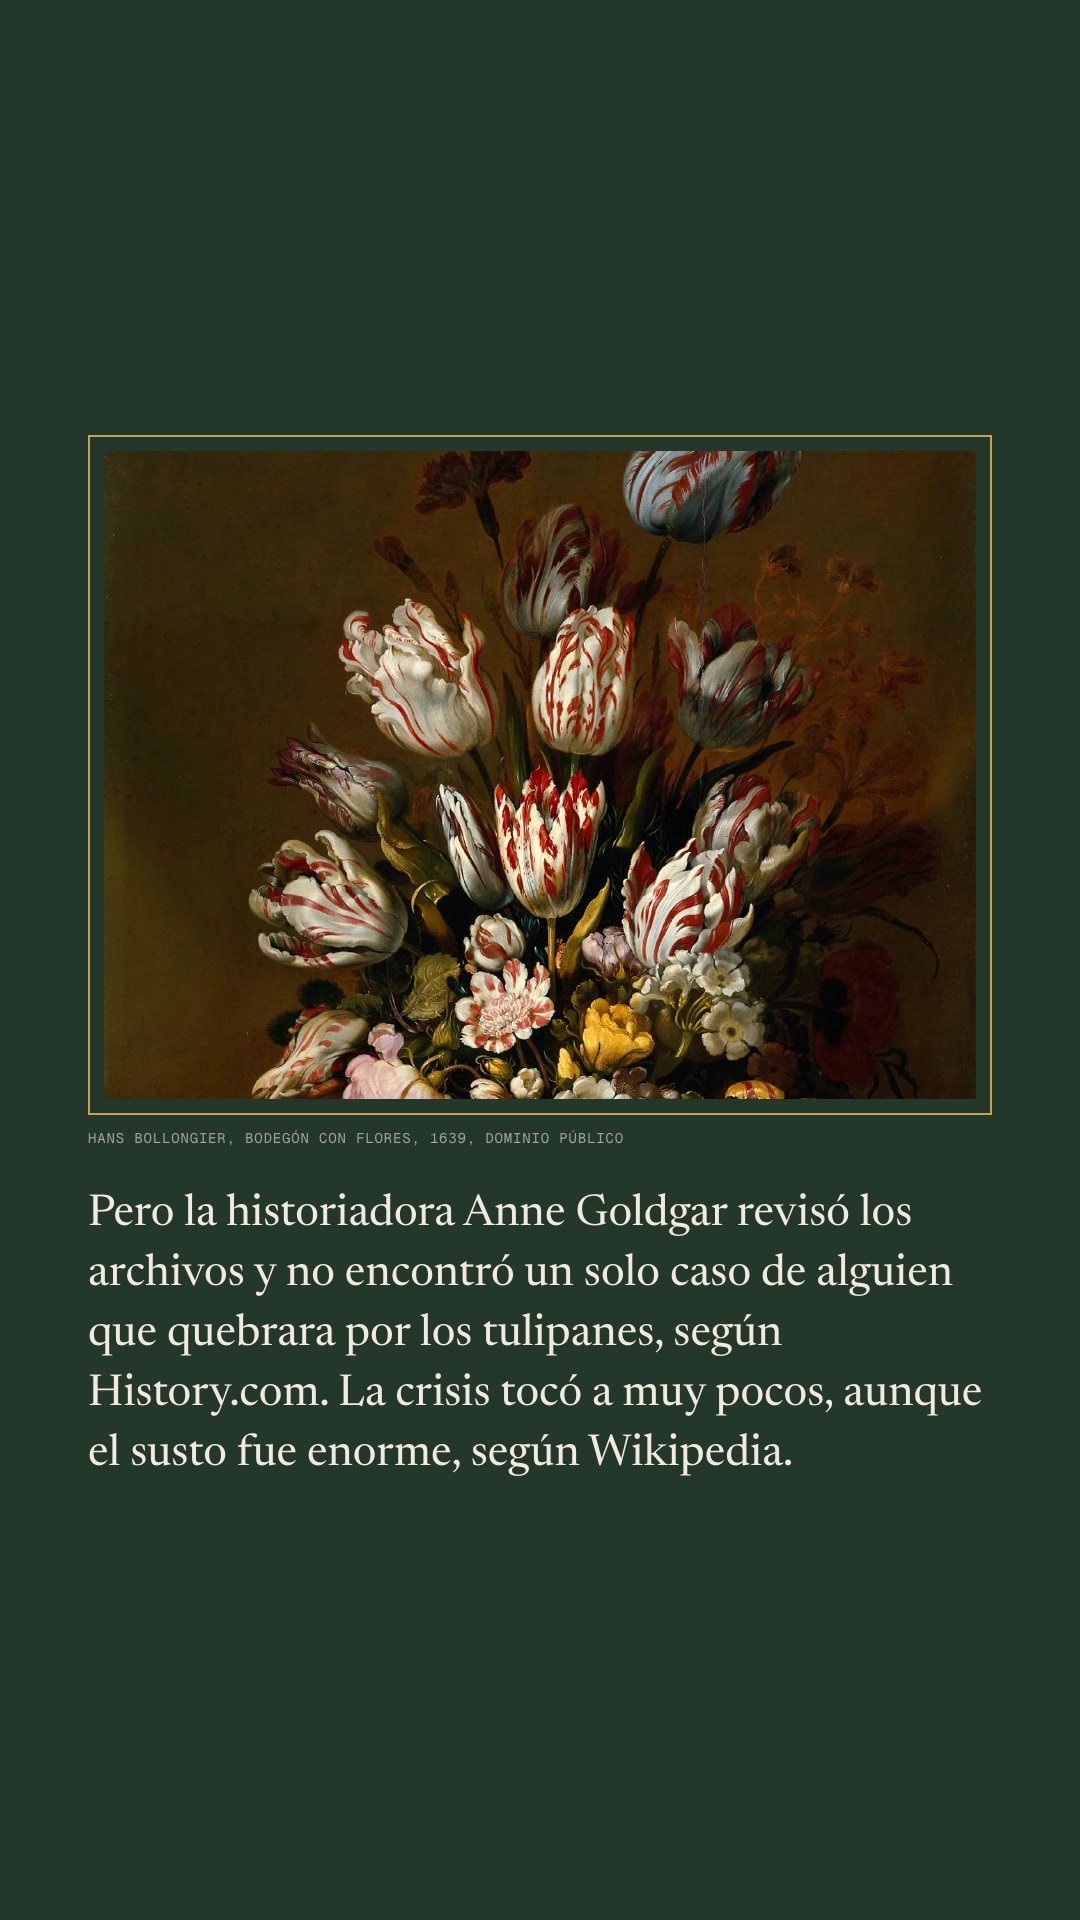 HANS BOLLONGIER, BODEGÓN CON FLORES, 1639, DOMINIO PÚBLICO
Pero la historiadora Anne Goldgar revisó los
archivos y no encontró un solo caso de alguien
que quebrara por los tulipanes, según
History.com. La crisis tocó a muy pocos, aunque
el susto fue enorme, según Wikipedia.